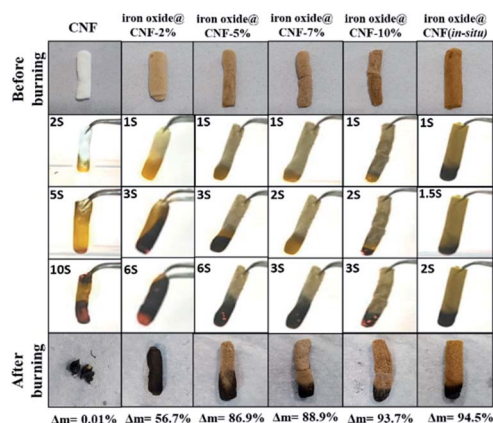 CNF
iron oxide@
CNF-2%
iron oxide@
CNF-5%
iron oxide@
CNF-7%
iron oxide@
CNF-10%
iron oxide@
CNF(in-situ)
Before
burning
2S
1S
1S
1S
1S
1S
5S
3S
3S
2S
2S
1.5S
10S
6S
6S
3S
3S
2S
After
burning
Δm= 0.01%
Δm= 56.7%
Δm= 86.9%
Δm= 88.9%
Δm= 93.7%
Δm= 94.5%